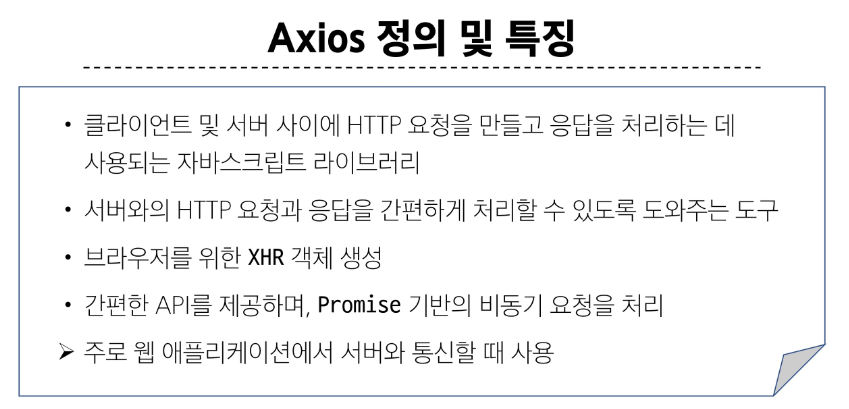 Axios 정의 및 특징
• 클라이언트 및 서버 사이에 HTTP 요청을 만들고 응답을 처리하는 데
사용되는 자바스크립트 라이브러리
• 서버와의 HTTP 요청과 응답을 간편하게 처리할 수 있도록 도와주는 도구
• 브라우저를 위한 XHR 객체 생성
• 간편한 API를 제공하며, Promise 기반의 비동기 요청을 처리
➢ 주로 웹 애플리케이션에서 서버와 통신할 때 사용